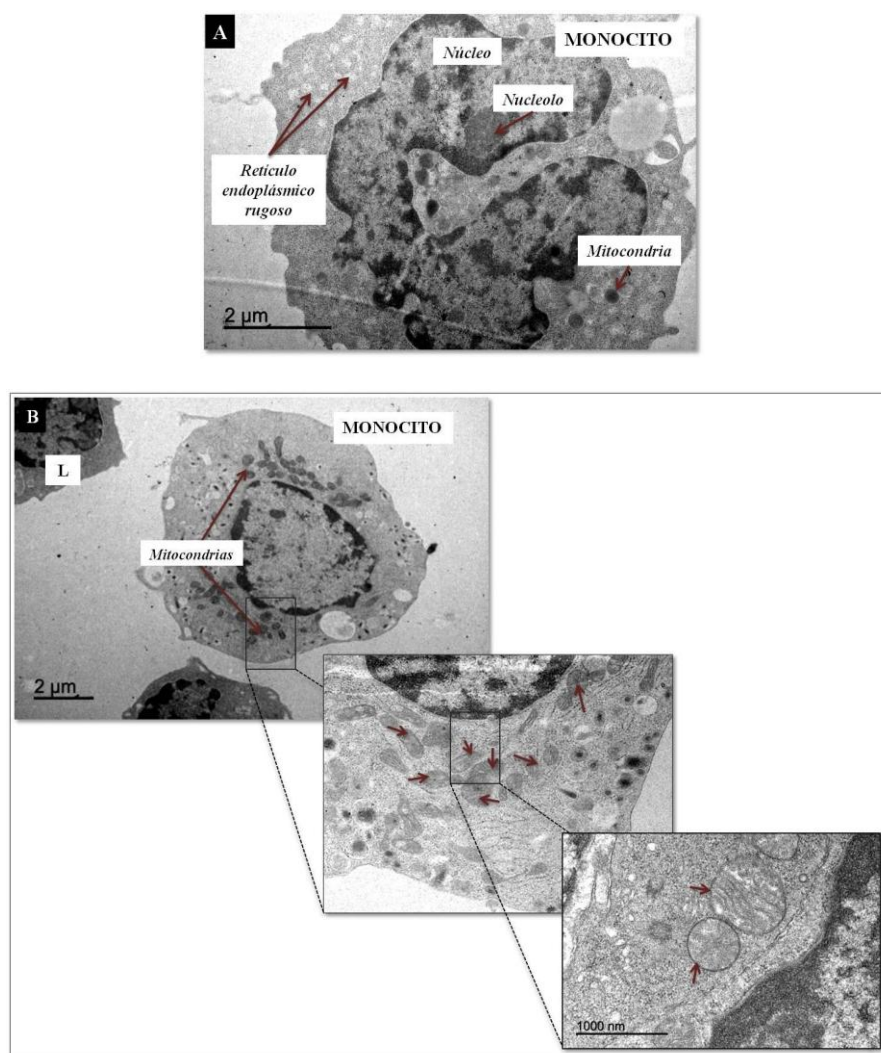 A
Núcleo
MONOCITO
Nucleolo
Retículo
endoplásmico
rugoso
Mitocondria
2 µm
B
MONOCITO
L
Mitocondrias
2 µm
1000 nm